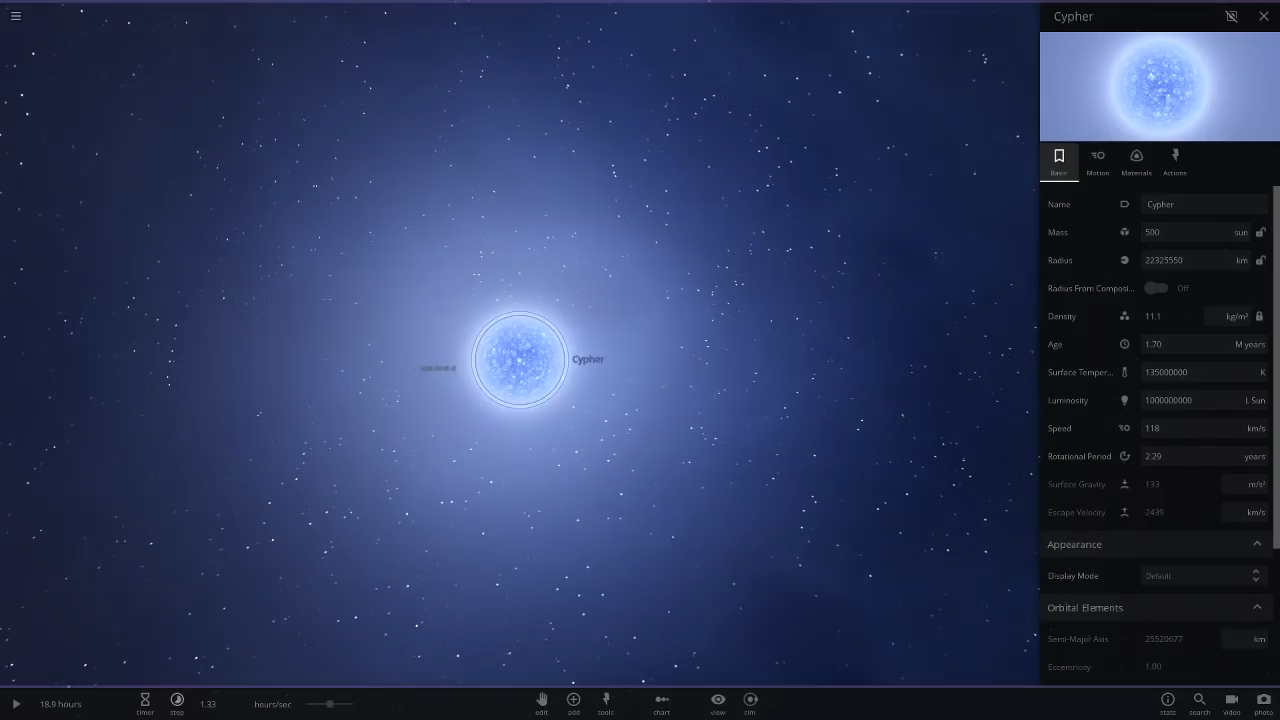 Cypher
Basic
Motion
Materials
Actions
Name Cypher
Mass 500 sun
Radius 22325550 km
Radius From Composi... Off
Density 11.1 kg/m³
Age 1.70 M years
Surface Temper... 135000000 K
Luminosity 1000000000 L Sun
Speed 118 km/s
Rotational Period 2.29 years
Surface Gravity 133 m/s²
Escape Velocity 2439 km/s
Appearance
Display Mode Default
Orbital Elements
Semi-Major Axis 25520677 km
Eccentricity 1.00
Cypher
18.9 hours
timer
step
1.33 hours/sec
edit
add
tools
chart
view
sim
stats
search
video
photo